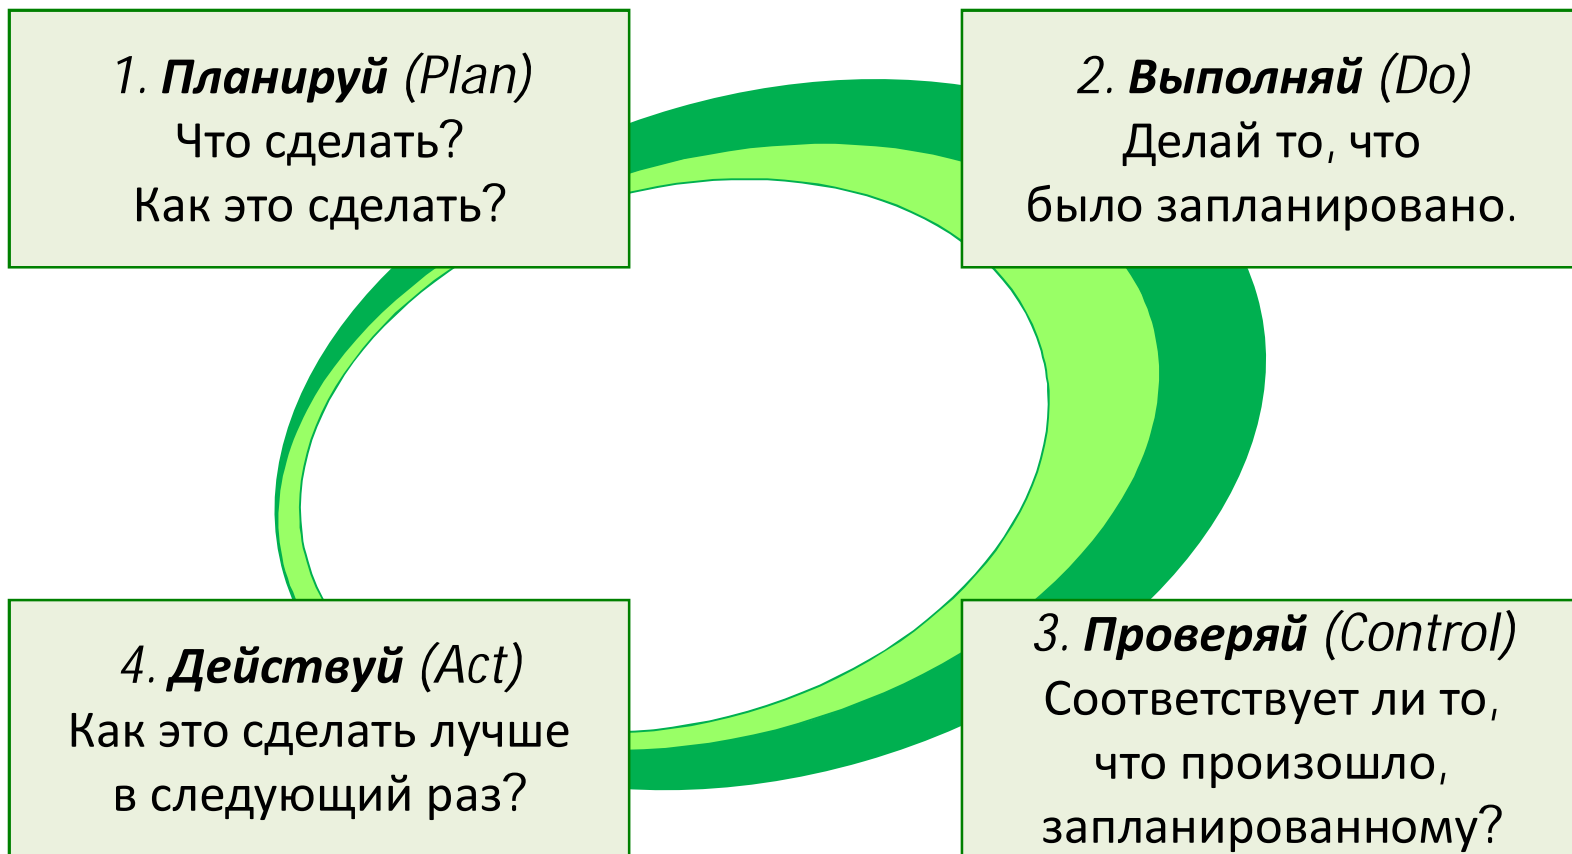 1. Планируй (Plan)
Что сделать?
Как это сделать?
2. Выполняй (Do)
Делай то, что
было запланировано.
3. Проверяй (Control)
Соответствует ли то,
что произошло,
запланированному?
4. Действуй (Act)
Как это сделать лучше
в следующий раз?